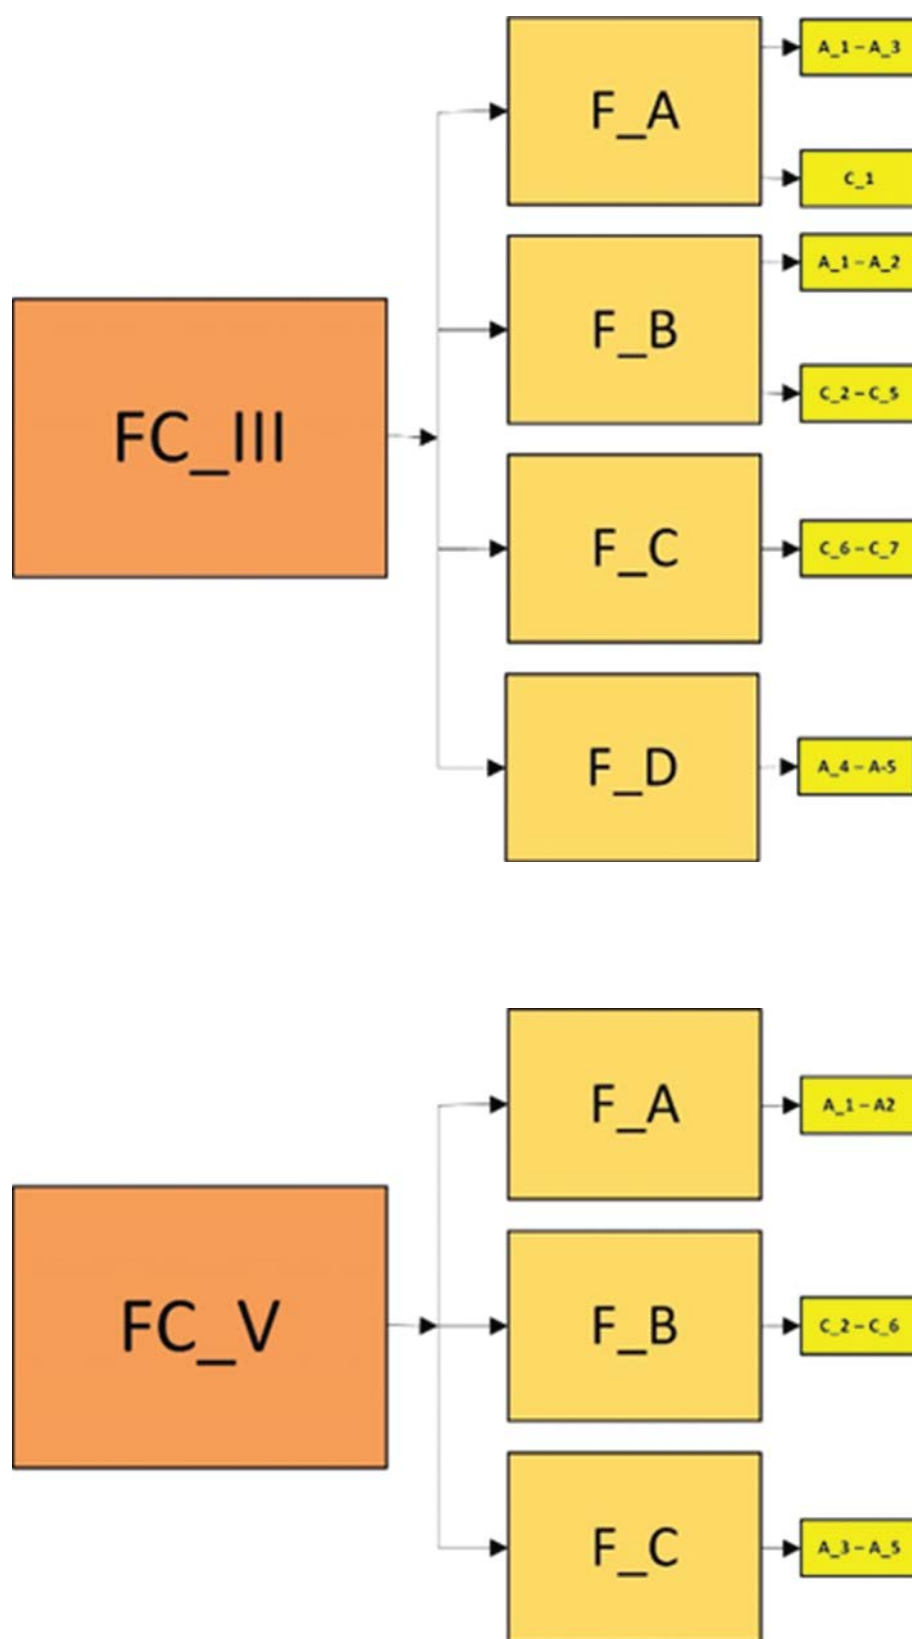 FC_III
F_A
A_1 – A_3
C_1
F_B
A_1 – A_2
C_2 – C_5
F_C
C_6 – C_7
F_D
A_4 – A-5
FC_V
F_A
A_1 – A2
F_B
C_2 – C_6
F_C
A_3 – A_5